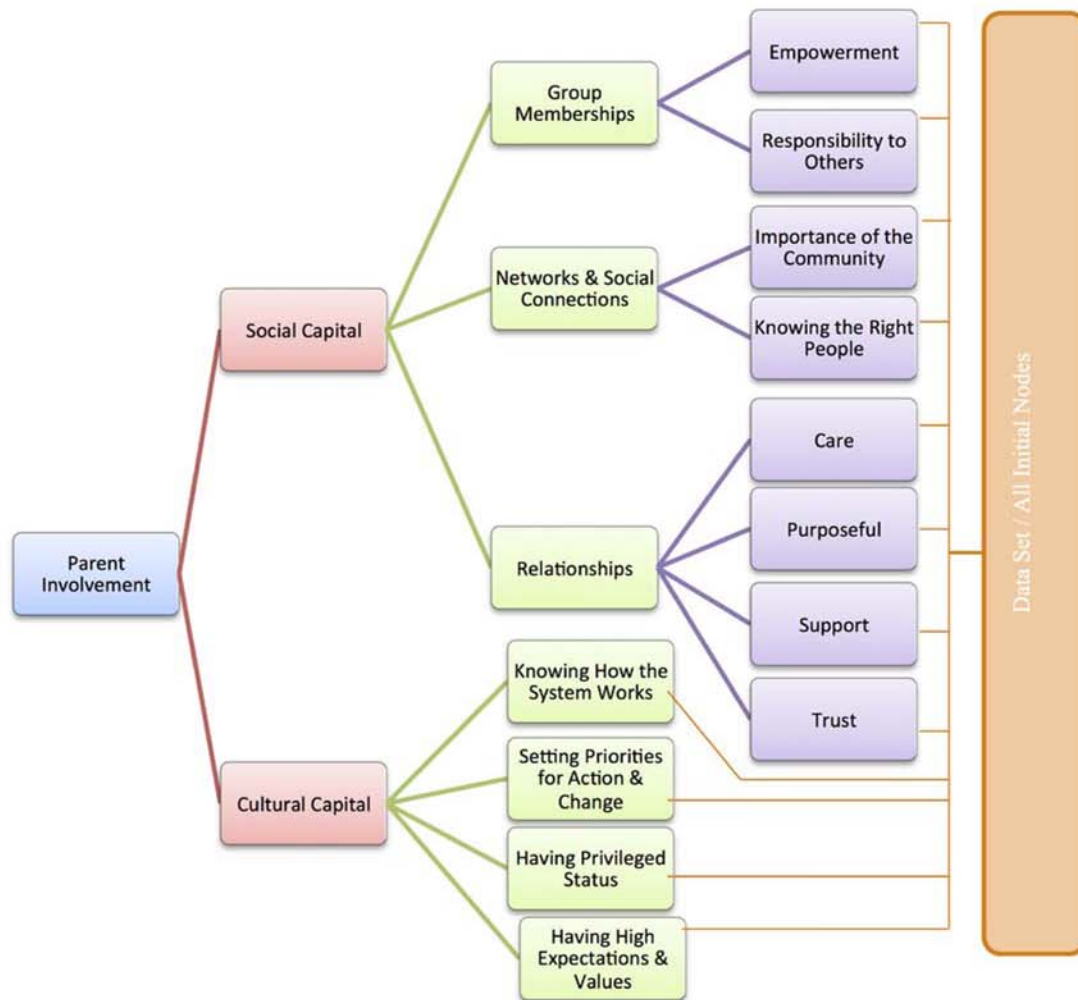 Parent
Involvement
Social Capital
Cultural Capital
Group
Memberships
Networks & Social
Connections
Relationships
Knowing How the
System Works
Setting Priorities
for Action &
Change
Having Privileged
Status
Having High
Expectations &
Values
Empowerment
Responsibility to
Others
Importance of the
Community
Knowing the Right
People
Care
Purposeful
Support
Trust
Data Set / All Initial Nodes